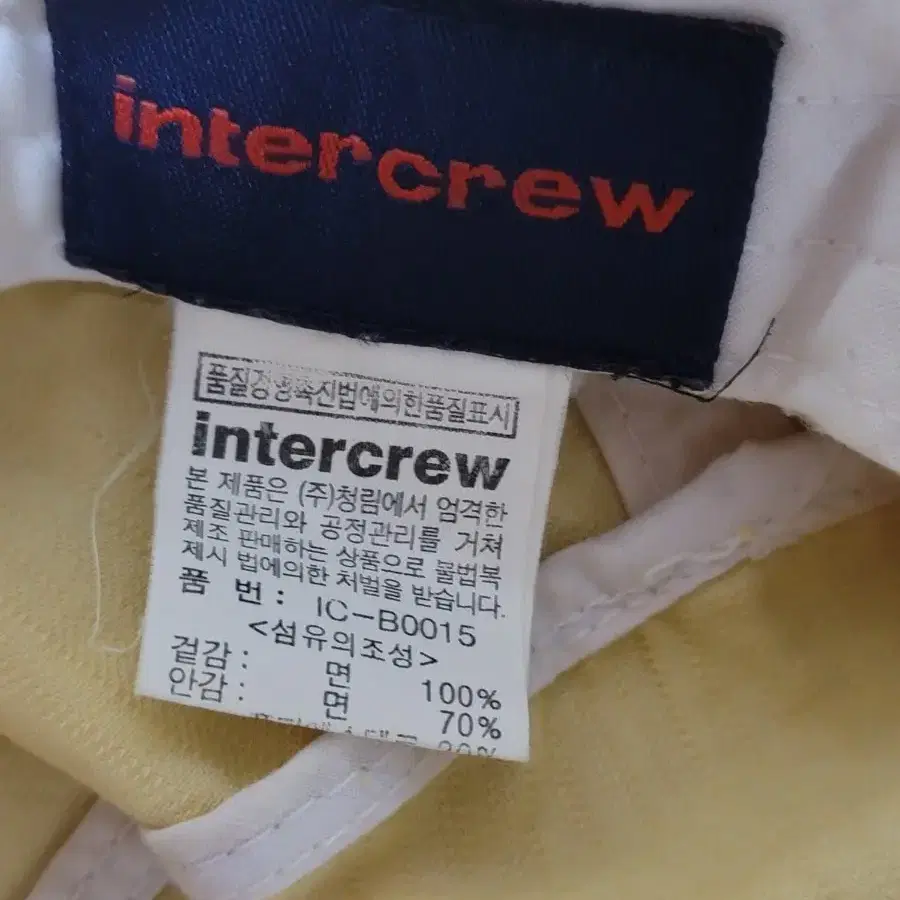 intercrew
품질경영촉진법에의한품질표시
intercrew
본 제품은 (주)청림에서 엄격한
품질관리와 공정관리를 거쳐
제조 판매하는 상품으로 불법복
제시 법에의한 처벌을 받습니다.
품 번 : IC-B0015
<섬유의조성>
겉감 : 면 100%
안감 : 면 70%